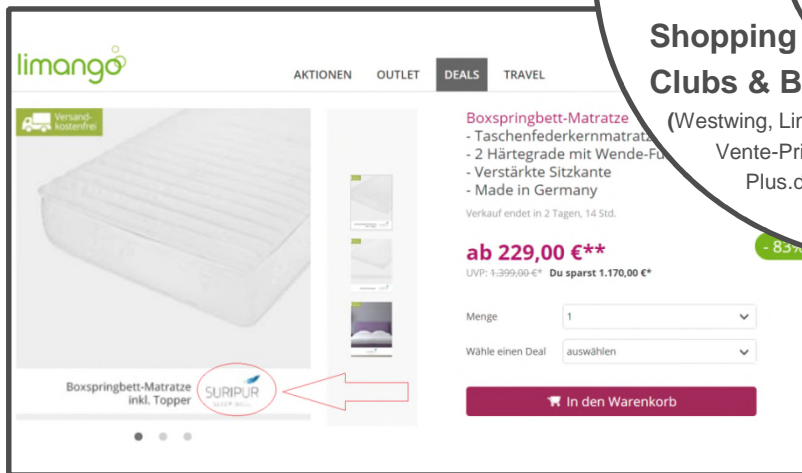 limango
AKTIONEN OUTLET DEALS TRAVEL
Versand-
kostenfrei
Boxspringbett-Matratze
inkl. Topper
SURIPUR
Boxspringbett-Matratze
- Taschenfederkernmatratz
- 2 Härtegrade mit Wende-Fu
- Verstärkte Sitzkante
- Made in Germany
Verkauf endet in 2 Tagen, 14 Std.
ab 229,00 €**
UVP: 1.399,00 €* Du sparst 1.170,00 €*
- 83%
Menge 1
Wähle einen Deal auswählen
In den Warenkorb
Shopping
Clubs & B
(Westwing, Lim
Vente-Pri
Plus.c